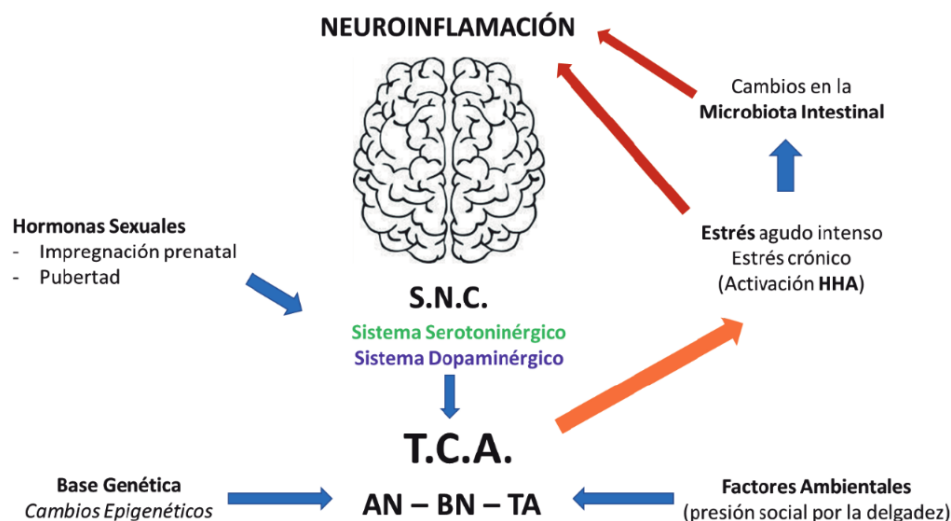 NEUROINFLAMACIÓN
Cambios en la
Microbiota Intestinal
Hormonas Sexuales
- Impregnación prenatal
- Pubertad
Estrés agudo intenso
Estrés crónico
(Activación HHA)
S.N.C.
Sistema Serotoninérgico
Sistema Dopaminérgico
T.C.A.
Base Genética
Cambios Epigenéticos
AN – BN – TA
Factores Ambientales
(presión social por la delgadez)